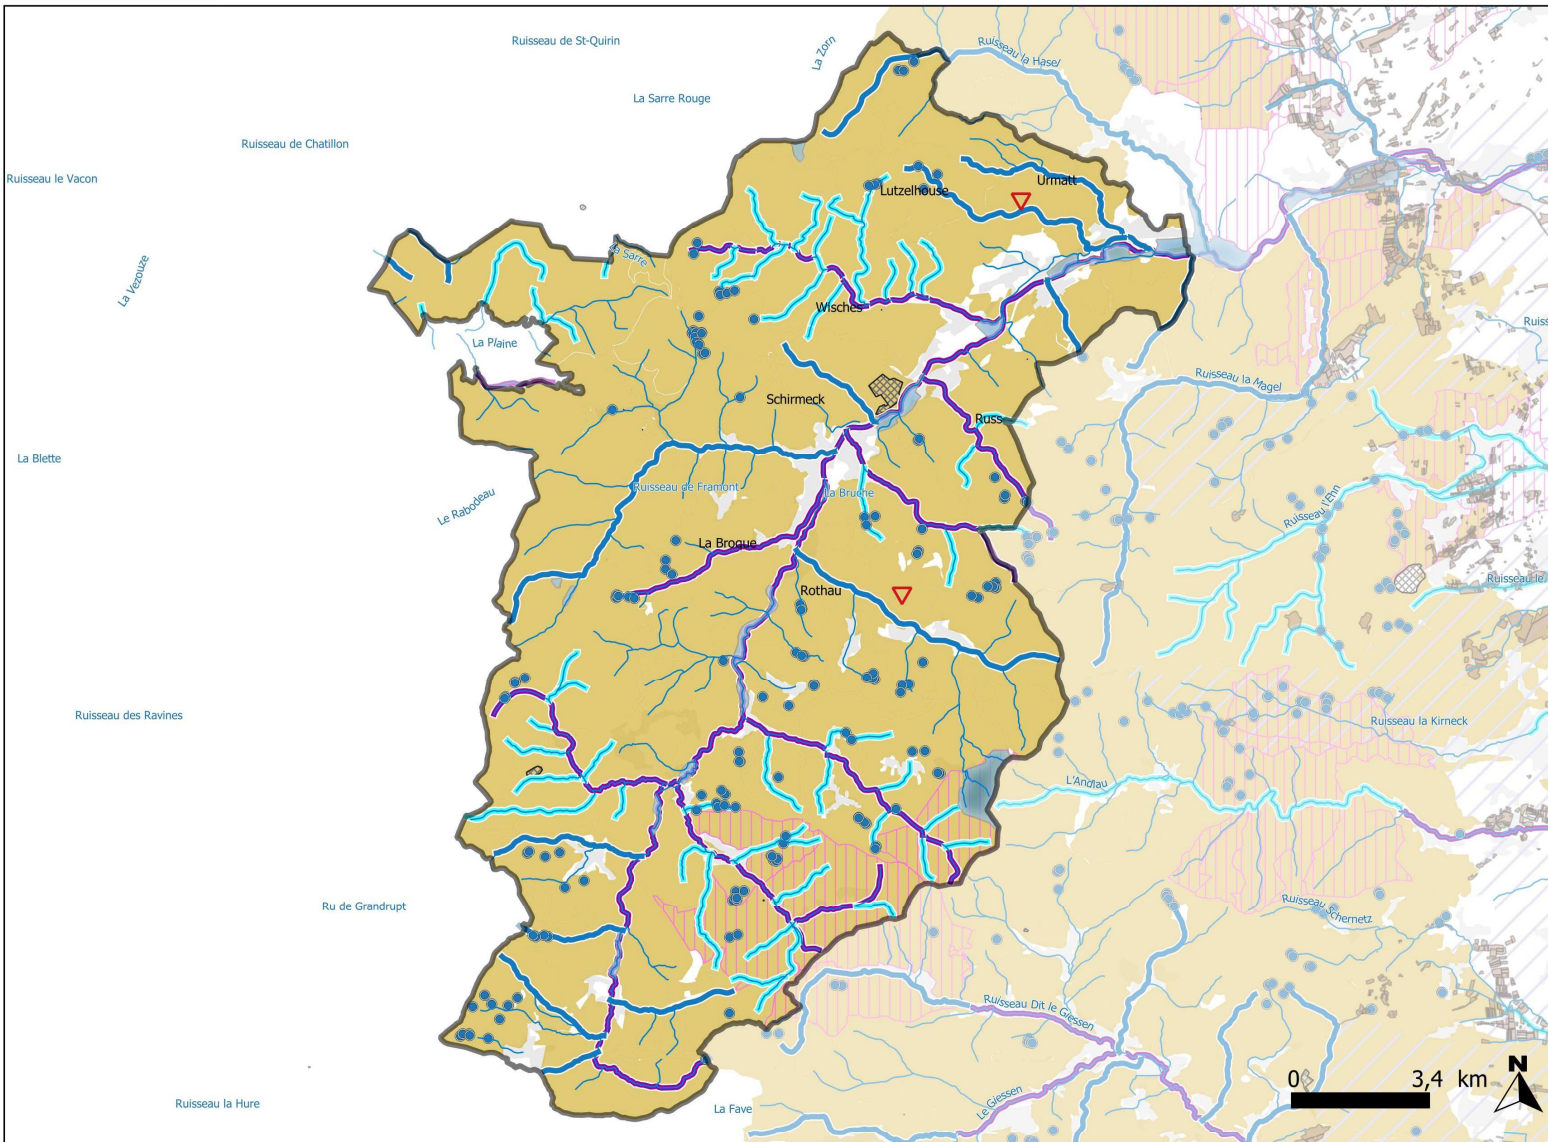 Ruisseau de St-Quirin
La Zorn
Ruisseau la Hasel
La Sarre Rouge
Ruisseau de Chatillon
Ruisseau le Vacon
Lutzelhouse
Urmatt
La Sarre
La Vezouze
Wisches
La Plaine
Ruiss
Ruisseau la Magel
Schirmeck
Russ
La Blette
Ruisseau de Framont
La Bruche
Le Rabodeau
Ruisseau l'Ehn
La Broque
Rothau
Ruisseau le
Ruisseau des Ravines
Ruisseau la Kirneck
L'Andlau
Ru de Grandrupt
Ruisseau Schernetz
Ruisseau Dit le Giessen
Le Giessen
Ruisseau la Hure
La Fave
0 3,4 km
N